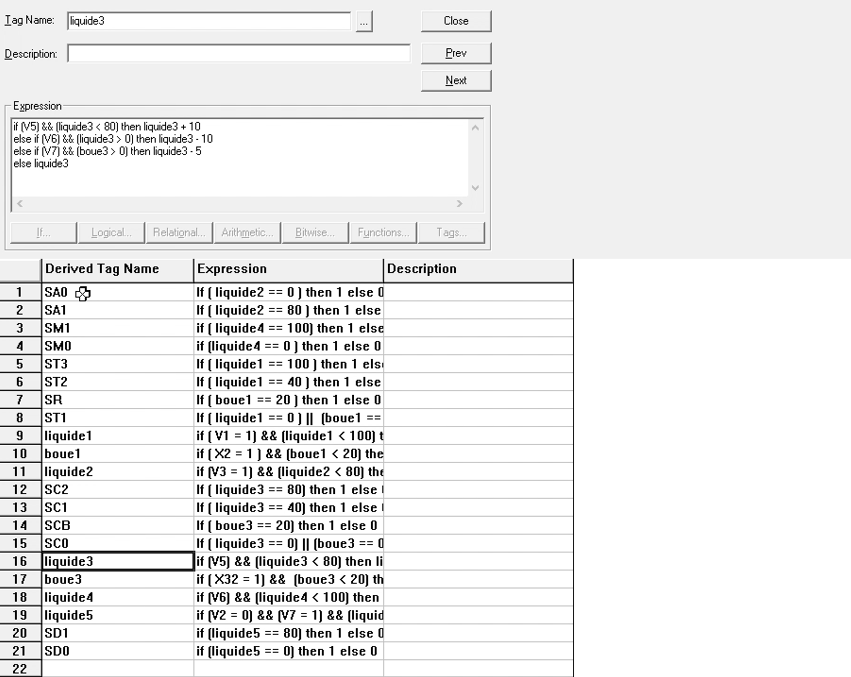 Tag Name: liquide3 ... Close
Description: Prev
Next
Expression
if (V5) && (liquide3 < 80) then liquide3 + 10
else if (V6) && (liquide3 > 0) then liquide3 - 10
else if (V7) && (boue3 > 0) then liquide3 - 5
else liquide3
If... Logical... Relational... Arithmetic... Bitwise... Functions... Tags...
Derived Tag Name Expression Description
1 SA0 If ( liquide2 == 0 ) then 1 else 0
2 SA1 If ( liquide2 == 80 ) then 1 else
3 SM1 If ( liquide4 == 100) then 1 else
4 SM0 if (liquide4 == 0 ) then 1 else 0
5 ST3 If ( liquide1 == 100 ) then 1 els
6 ST2 If ( liquide1 == 40 ) then 1 else
7 SR If ( boue1 == 20 ) then 1 else 0
8 ST1 If ( liquide1 == 0 ) || (boue1 ==
9 liquide1 if ( V1 = 1) && (liquide1 < 100) t
10 boue1 if ( X2 = 1 ) && (boue1 < 20) the
11 liquide2 if (V3 = 1) && (liquide2 < 80) the
12 SC2 If ( liquide3 == 80) then 1 else
13 SC1 If ( liquide3 == 40) then 1 else
14 SCB If ( boue3 == 20) then 1 else 0
15 SC0 If ( liquide3 == 0) || (boue3 == 0
16 liquide3 if (V5) && (liquide3 < 80) then li
17 boue3 if ( X32 = 1) && (boue3 < 20) th
18 liquide4 if (V6) && (liquide4 < 100) then
19 liquide5 if (V2 = 0) && (V7 = 1) && (liquid
20 SD1 if (liquide5 == 80) then 1 else 0
21 SD0 if (liquide5 == 0) then 1 else 0
22